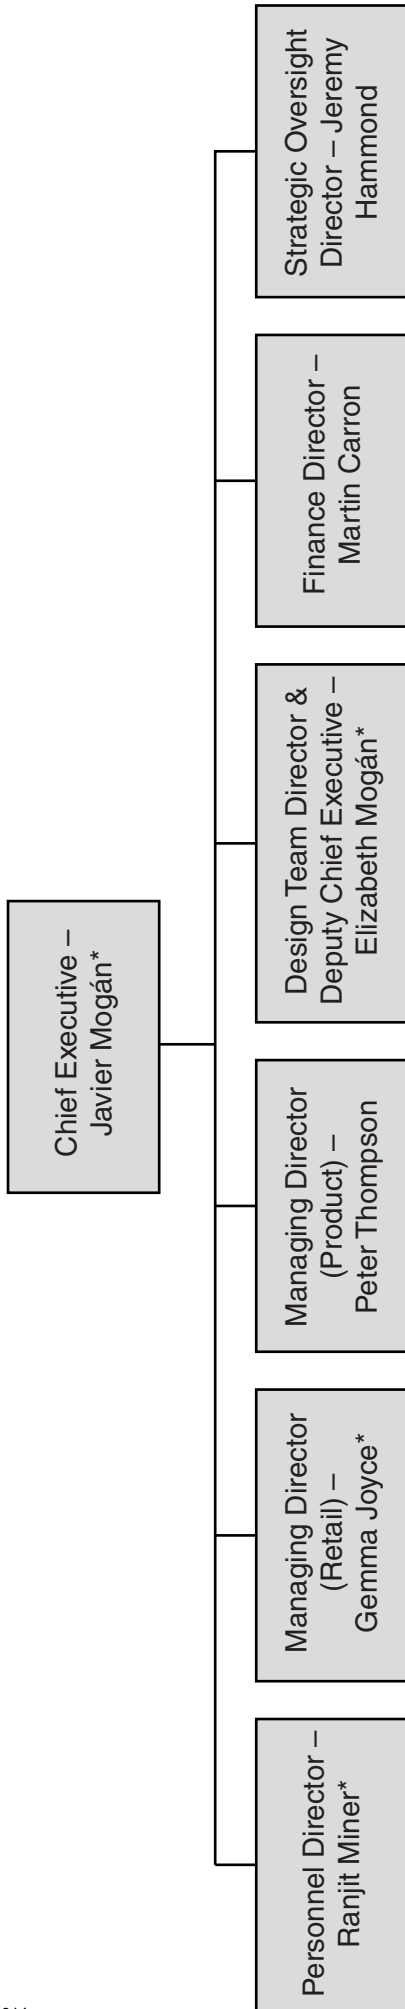 Chief Executive –
Javier Mogán*
Personnel Director –
Ranjit Miner*
Managing Director
(Retail) –
Gemma Joyce*
Managing Director
(Product) –
Peter Thompson
Design Team Director &
Deputy Chief Executive –
Elizabeth Mogán*
Finance Director –
Martin Carron
Strategic Oversight
Director – Jeremy
Hammond